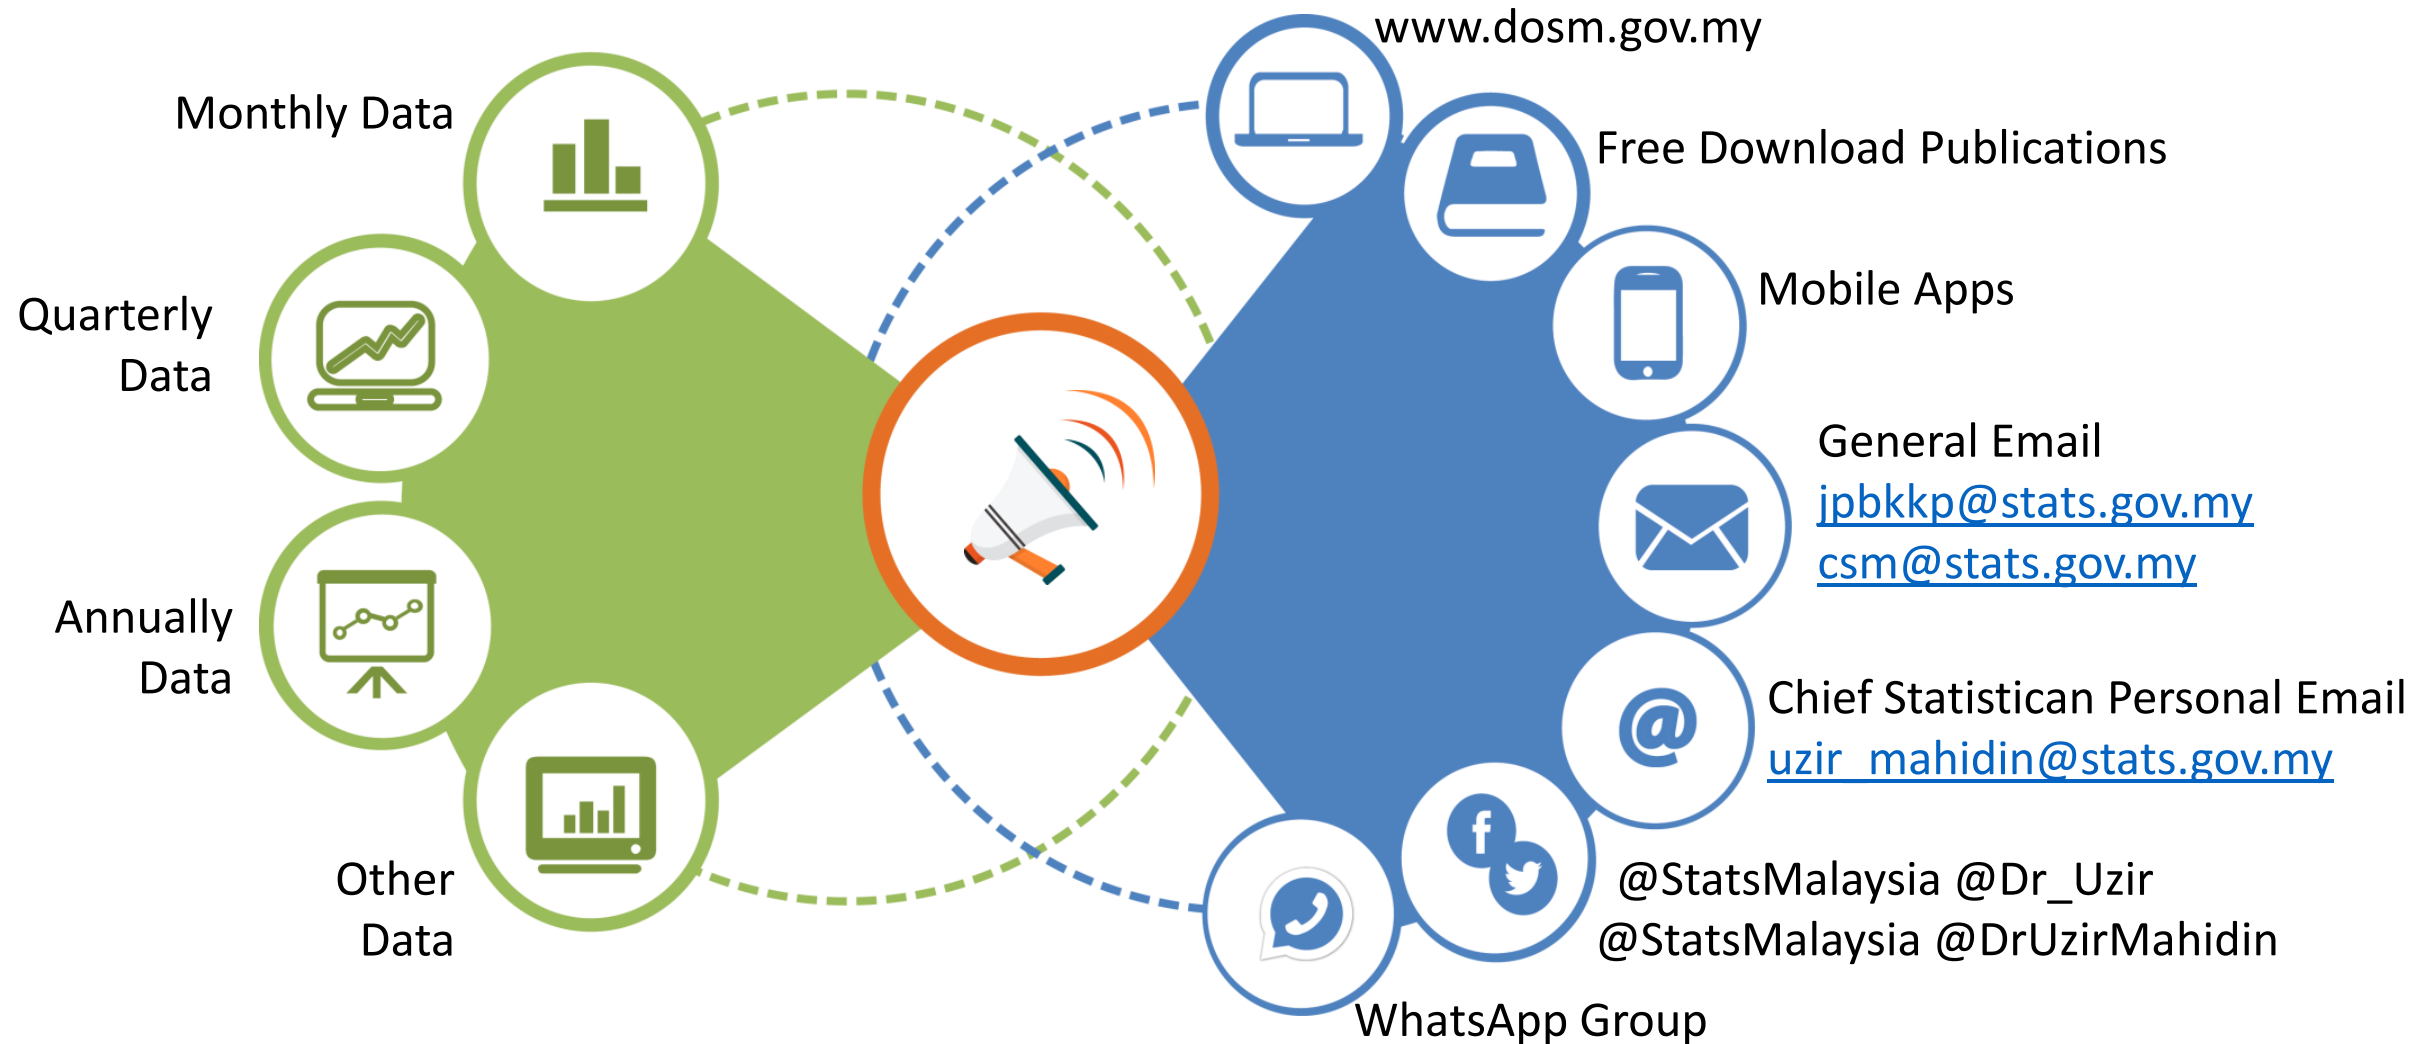 Monthly Data
Quarterly
Data
Annually
Data
Other
Data
www.dosm.gov.my
Free Download Publications
Mobile Apps
General Email
jpbkkp@stats.gov.my
csm@stats.gov.my
Chief Statistican Personal Email
uzir_mahidin@stats.gov.my
@StatsMalaysia @Dr_Uzir
@StatsMalaysia @DrUzirMahidin
WhatsApp Group